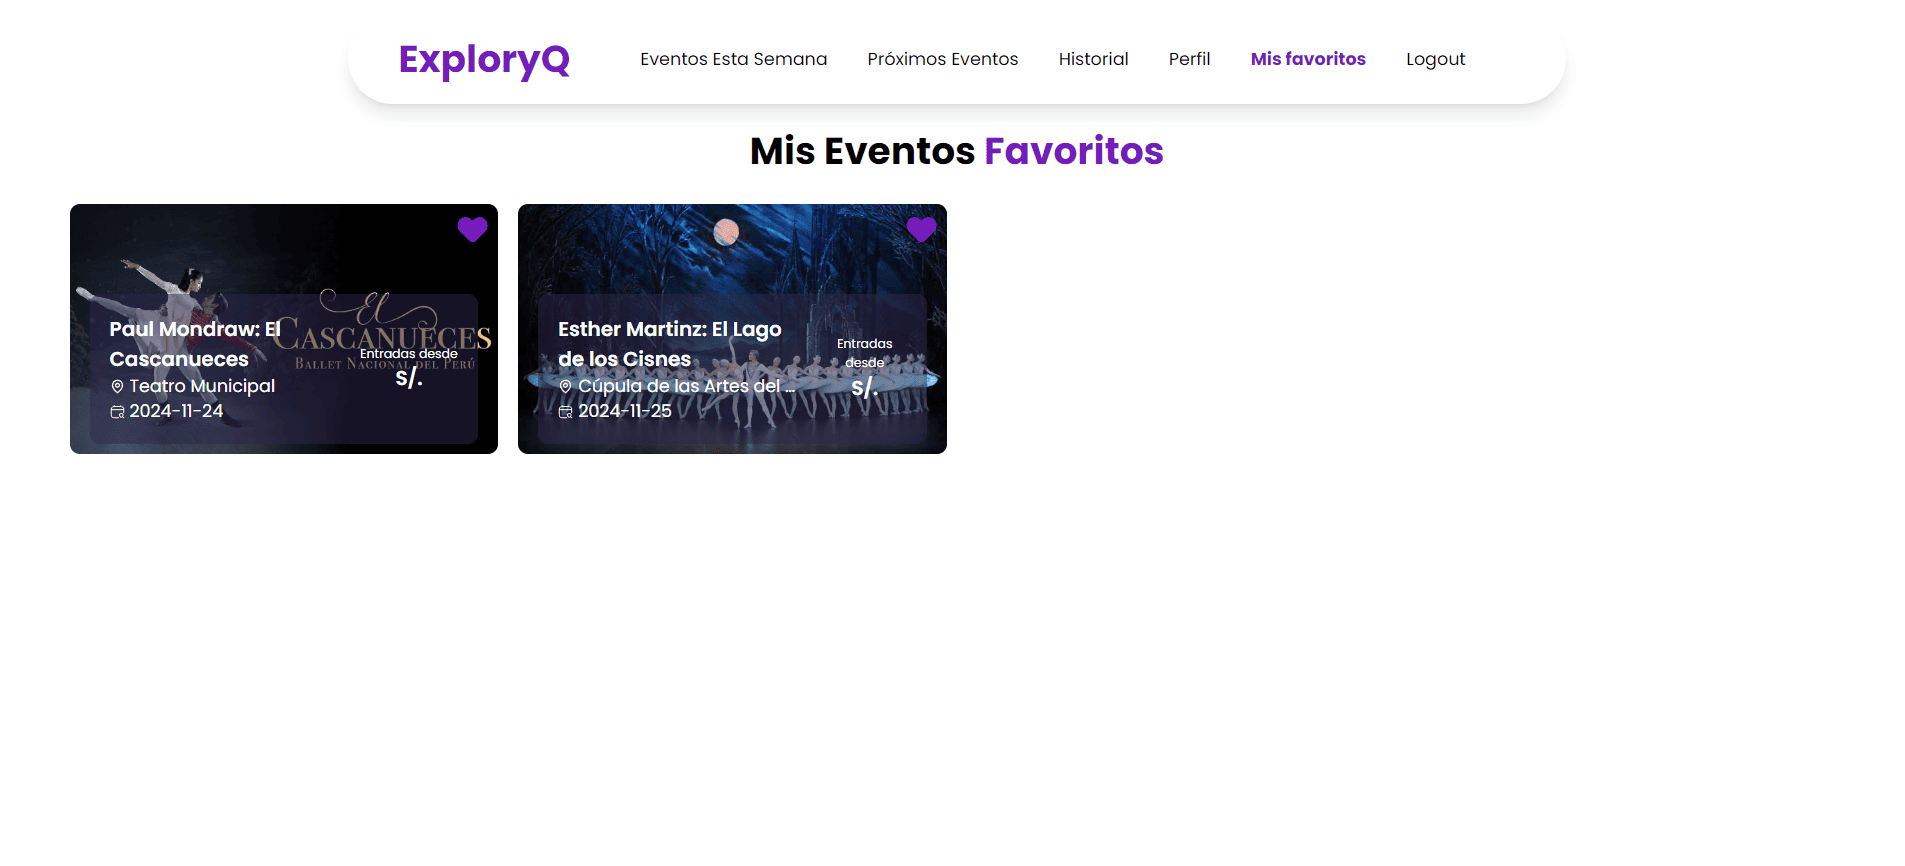 ExploryQ
Eventos Esta Semana
Próximos Eventos
Historial
Perfil
Mis favoritos
Logout
Mis Eventos Favoritos
El
CASCANUECES
BALLET NACIONAL DEL PERÚ
Paul Mondraw: El
Cascanueces
Teatro Municipal
2024-11-24
Entradas desde
S/.
Esther Martinz: El Lago
de los Cisnes
Cúpula de las Artes del ...
2024-11-25
Entradas
desde
S/.